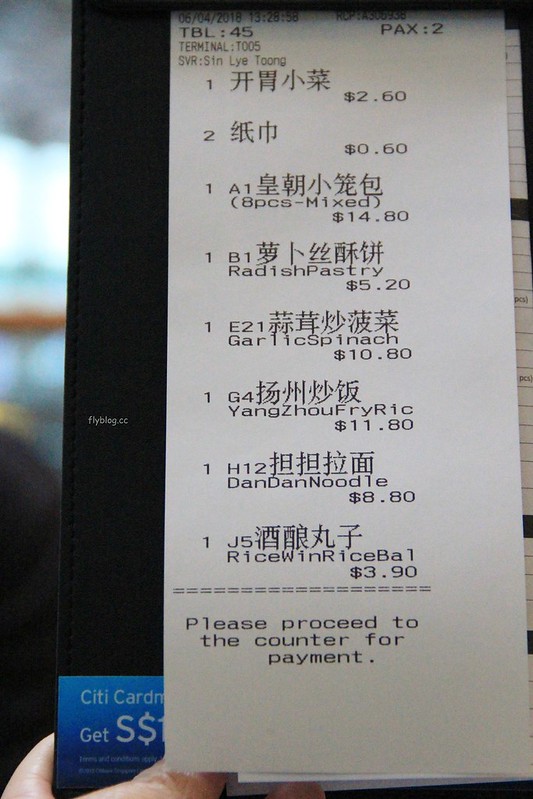 06/04/2018 13:28:58 RCP:A306938
TBL:45 PAX:2
TERMINAL:T005
SVR:Sin Lye Toong
1 开胃小菜
$2.60
2 纸巾
$0.60
1 A1皇朝小笼包
(8pcs-Mixed)
$14.80
1 B1萝卜丝酥饼
RadishPastry
$5.20
1 E21蒜茸炒菠菜
GarlicSpinach
$10.80
1 G4扬州炒饭
YangZhouFryRic
$11.80
1 H12担担拉面
DanDanNoodle
$8.80
1 J5酒酿丸子
RiceWinRiceBal
$3.90
====================
Please proceed to
the counter for
payment.
flyblog.cc
pcs)
pcs)
Citi Cardm
Get S$1